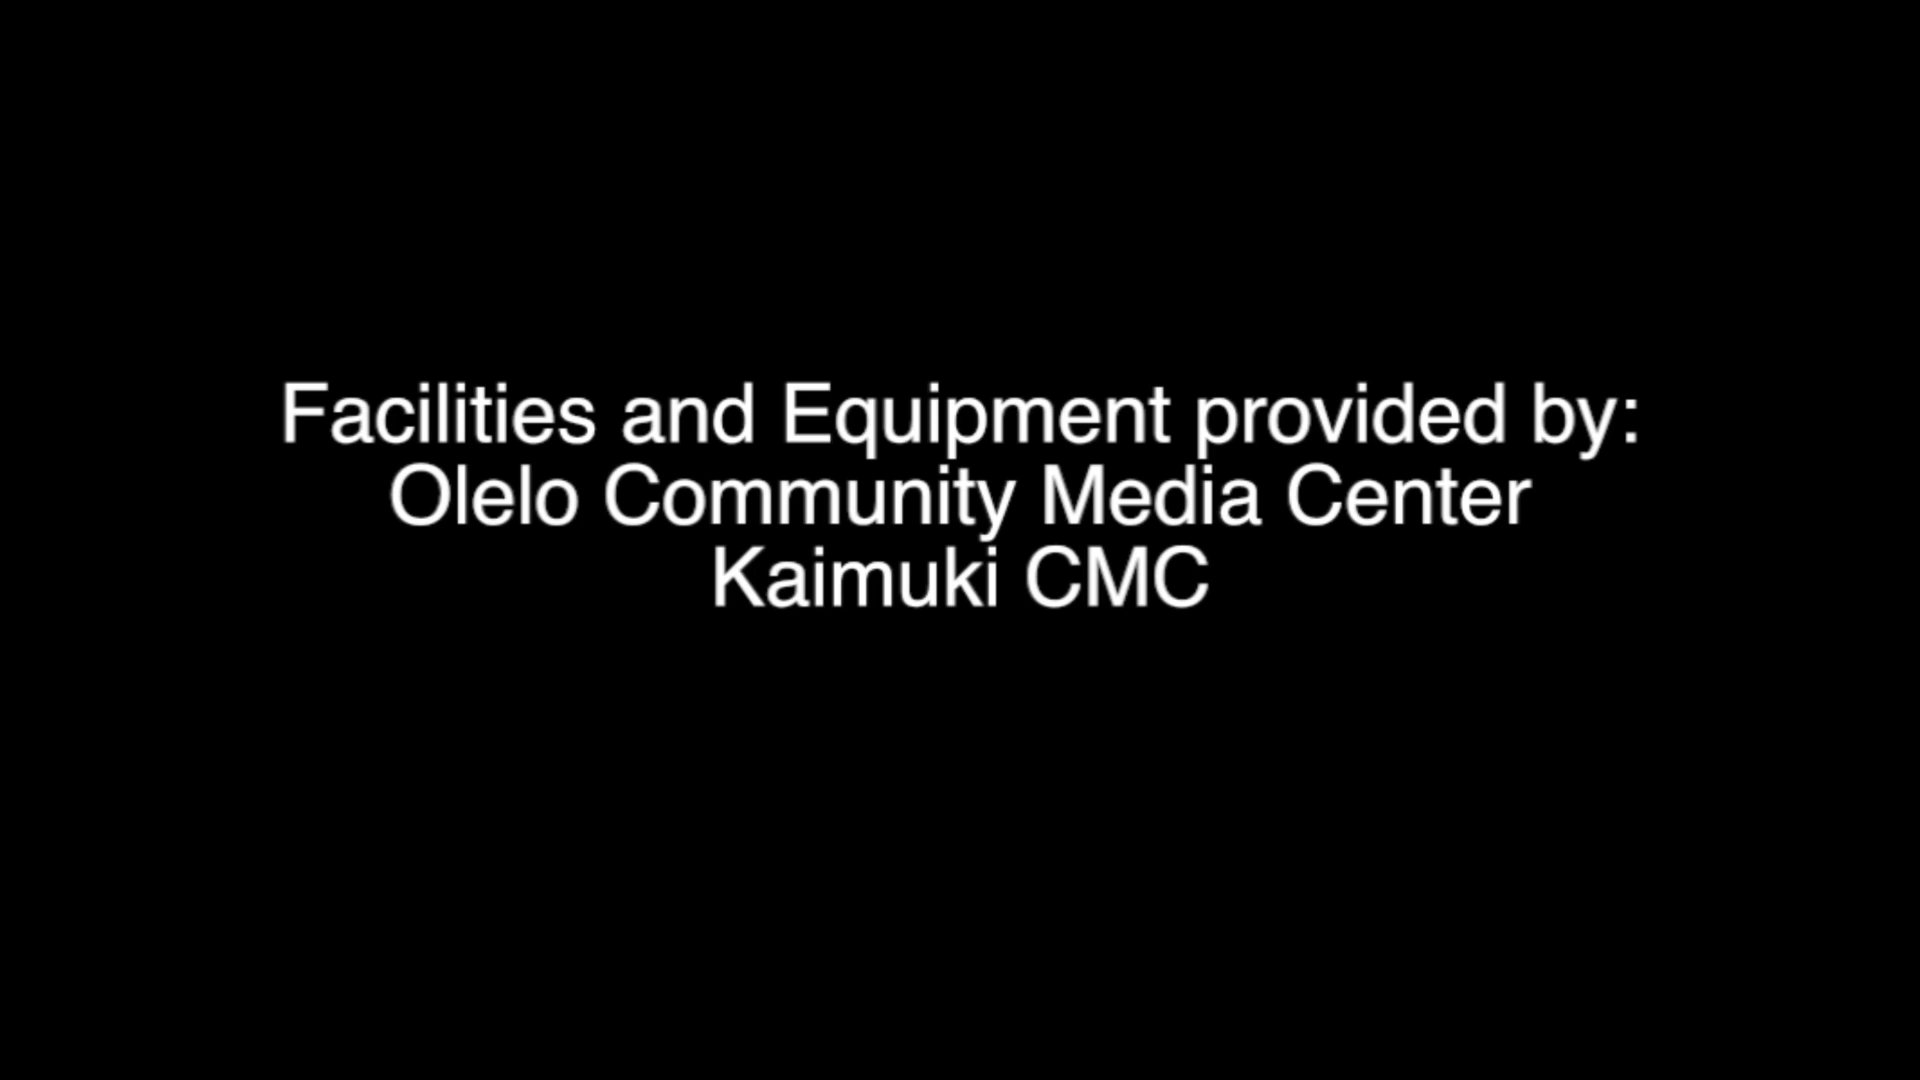 Facilities and Equipment provided by:
Olelo Community Media Center
Kaimuki CMC